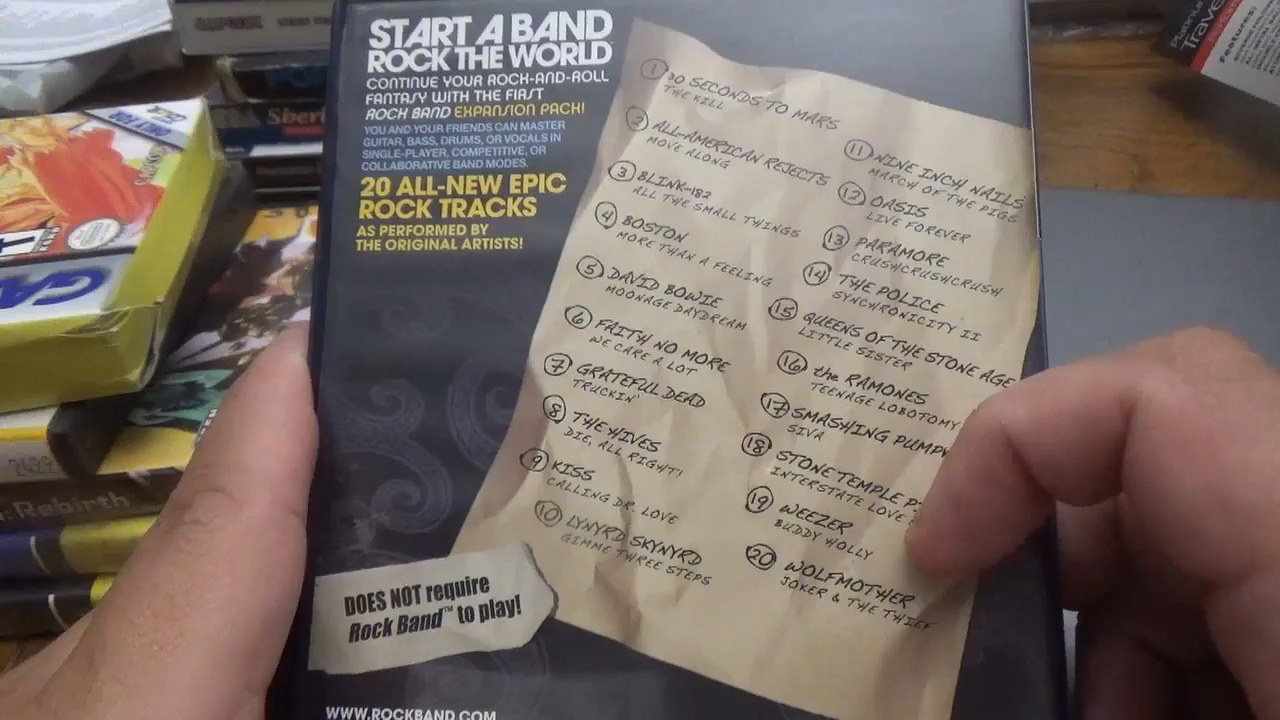 START A BAND
ROCK THE WORLD
CONTINUE YOUR ROCK-AND-ROLL
FANTASY WITH THE FIRST
ROCK BAND EXPANSION PACK!
YOU AND YOUR FRIENDS CAN MASTER
GUITAR, BASS, DRUMS, OR VOCALS IN
SINGLE-PLAYER, COMPETITIVE, OR
COLLABORATIVE BAND MODES.
20 ALL-NEW EPIC
ROCK TRACKS
AS PERFORMED BY
THE ORIGINAL ARTISTS!
1 30 SECONDS TO MARS
THE KILL
2 ALL-AMERICAN REJECTS
MOVE ALONG
3 BLINK-182
ALL THE SMALL THINGS
4 BOSTON
MORE THAN A FEELING
5 DAVID BOWIE
MOONAGE DAYDREAM
6 FAITH NO MORE
WE CARE A LOT
7 GRATEFUL DEAD
TRUCKIN'
8 THE HIVES
DIE, ALL RIGHT!
9 KISS
CALLING DR. LOVE
10 LYNYRD SKYNYRD
GIMME THREE STEPS
11 NINE INCH NAILS
MARCH OF THE PIGS
12 OASIS
LIVE FOREVER
13 PARAMORE
CRUSHCRUSHCRUSH
14 THE POLICE
SYNCHRONICITY II
15 QUEENS OF THE STONE AGE
LITTLE SISTER
16 the RAMONES
TEENAGE LOBOTOMY
17 SMASHING PUMP
SIVA
18 STONE TEMPLE P
INTERSTATE LOVE
19 WEEZER
BUDDY HOLLY
20 WOLFMOTHER
JOKER & THE THIEF
DOES NOT require
Rock Band™ to play!
WWW.ROCKBAND.COM
CAPCOM
Rebirth
Platinum
Trave
Features: